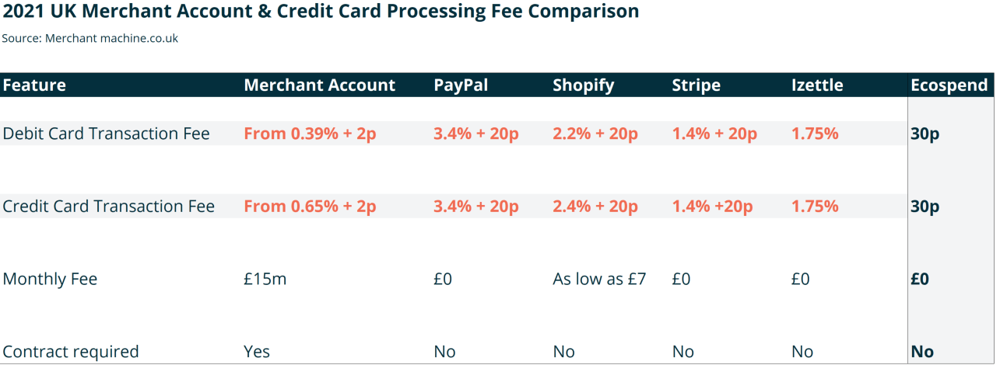 2021 UK Merchant Account & Credit Card Processing Fee Comparison
Source: Merchant machine.co.uk
Feature Merchant Account PayPal Shopify Stripe Izettle Ecospend
Debit Card Transaction Fee From 0.39% + 2p 3.4% + 20p 2.2% + 20p 1.4% + 20p 1.75% 30p
Credit Card Transaction Fee From 0.65% + 2p 3.4% + 20p 2.4% + 20p 1.4% +20p 1.75% 30p
Monthly Fee £15m £0 As low as £7 £0 £0 £0
Contract required Yes No No No No No